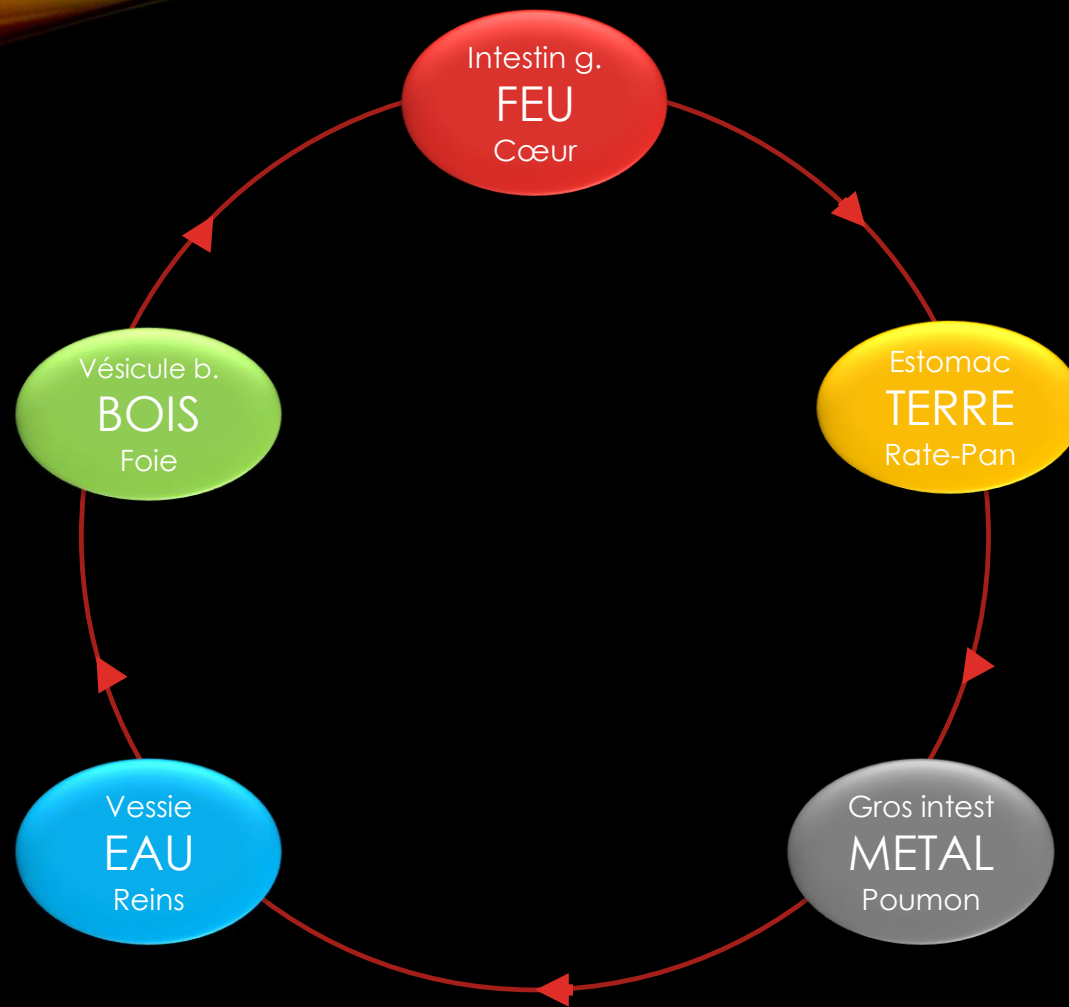 Intestin g.
FEU
Cœur
Vésicule b.
BOIS
Foie
Estomac
TERRE
Rate-Pan
Vessie
EAU
Reins
Gros intest
METAL
Poumon